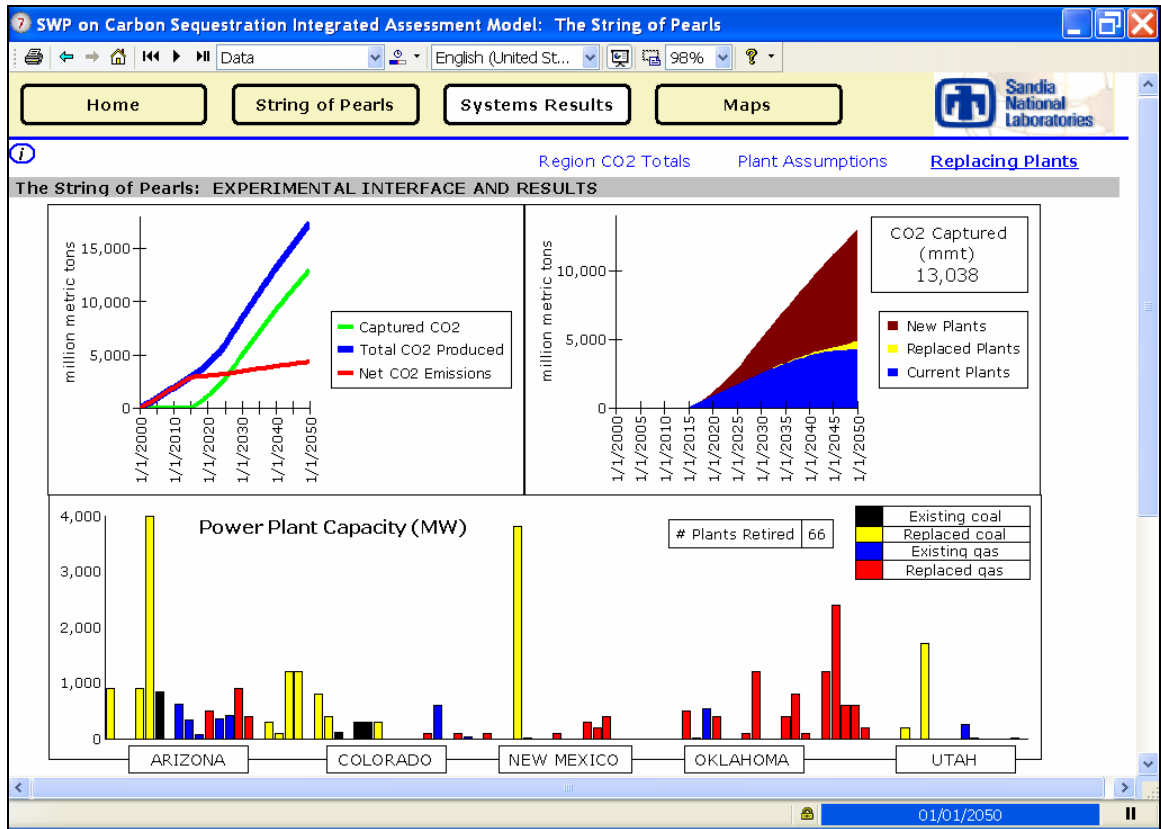 SWP on Carbon Sequestration Integrated Assessment Model: The String of Pearls
Data English (United St... 98%
Home String of Pearls Systems Results Maps
Sandia
National
Laboratories
i Region CO2 Totals Plant Assumptions Replacing Plants
The String of Pearls: EXPERIMENTAL INTERFACE AND RESULTS
million metric tons
15,000
10,000
5,000
0
1/1/2000
1/1/2010
1/1/2020
1/1/2030
1/1/2040
1/1/2050
Captured CO2
Total CO2 Produced
Net CO2 Emissions
million metric tons
10,000
5,000
0
1/1/2000
1/1/2005
1/1/2010
1/1/2015
1/1/2020
1/1/2025
1/1/2030
1/1/2035
1/1/2040
1/1/2045
1/1/2050
CO2 Captured
(mmt)
13,038
New Plants
Replaced Plants
Current Plants
Power Plant Capacity (MW)
# Plants Retired 66
Existing coal
Replaced coal
Existing gas
Replaced gas
4,000
3,000
2,000
1,000
0
ARIZONA COLORADO NEW MEXICO OKLAHOMA UTAH
01/01/2050